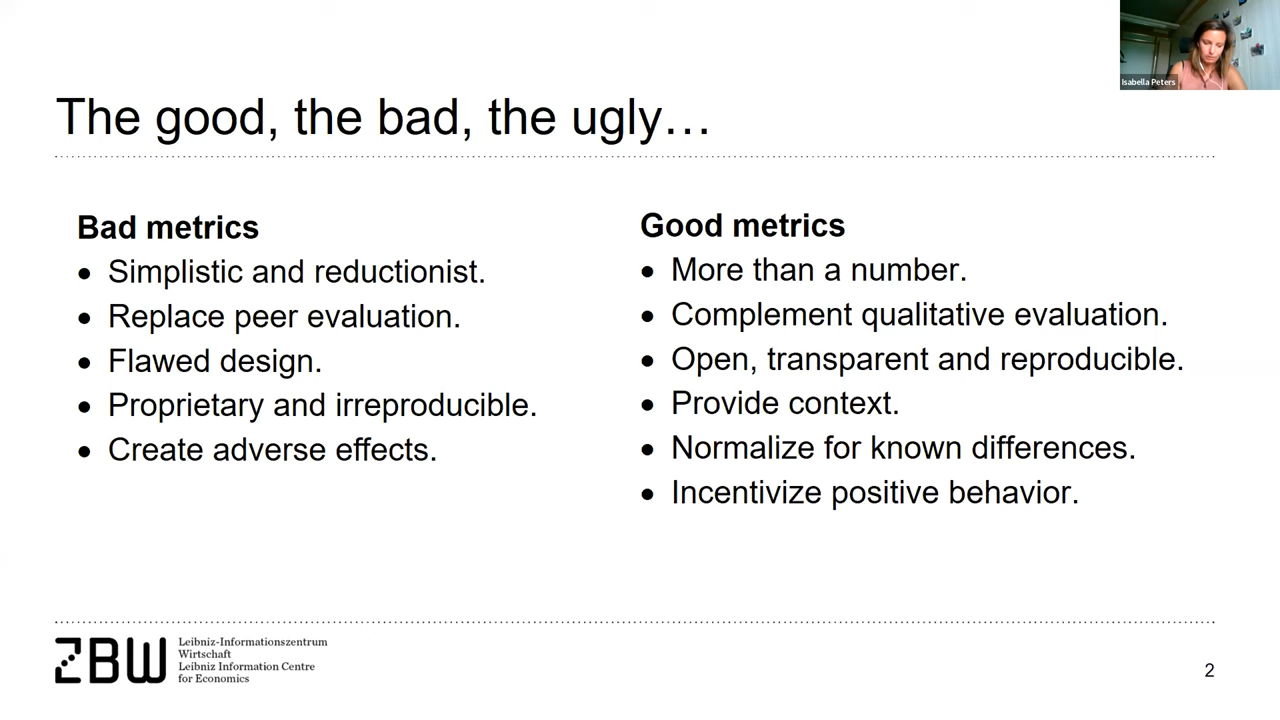 Isabella Peters
The good, the bad, the ugly…
Bad metrics
• Simplistic and reductionist.
• Replace peer evaluation.
• Flawed design.
• Proprietary and irreproducible.
• Create adverse effects.
Good metrics
• More than a number.
• Complement qualitative evaluation.
• Open, transparent and reproducible.
• Provide context.
• Normalize for known differences.
• Incentivize positive behavior.
ZBW
Leibniz-Informationszentrum
Wirtschaft
Leibniz Information Centre
for Economics
2